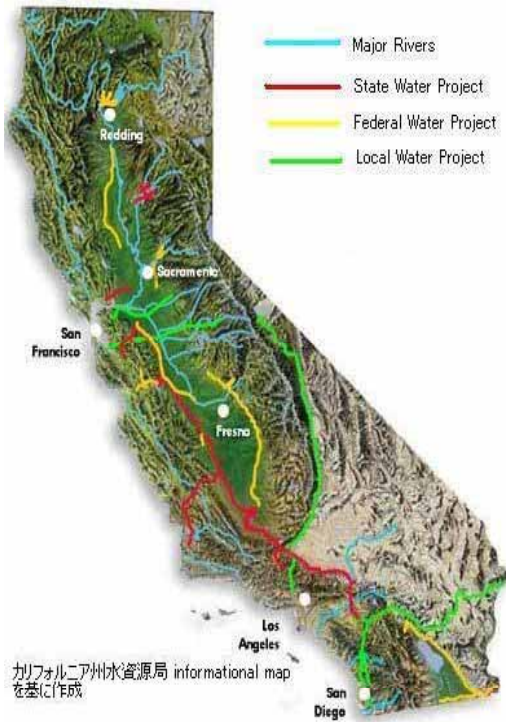 Major Rivers
State Water Project
Federal Water Project
Local Water Project
Redding
Sacramento
San
Francisco
Fresno
Los
Angeles
San
Diego
カリフォルニア州水資源局 informational map
を基に作成